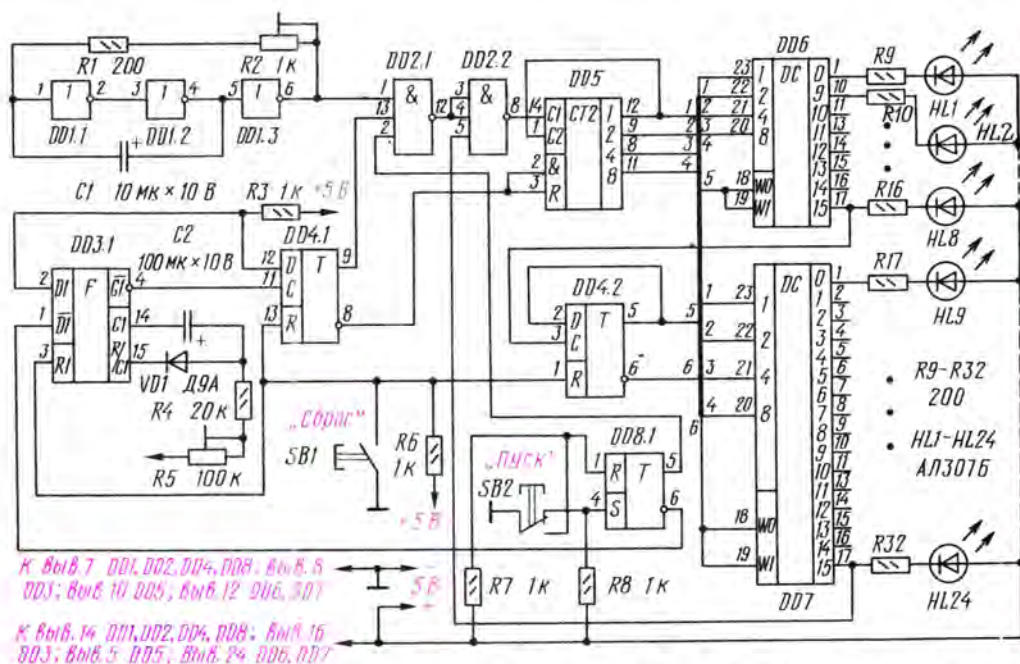 R1 200
R2 1к
DD1.1
DD1.2
DD1.3
C1 10 мк × 10 В
R3 1к +5 В
C2
100 мк × 10 В
DD2.1
DD2.2
DD3.1
DD4.1
DD4.2
DD5
DD6
DD7
DD8.1
VD1 Д9А
R4
20 к
R5 100 к
„Сброс"
SB1
R6
1к
+5 В
„Пуск"
SB2
R7 1к
R8 1к
R9
HL1
R10
HL2
R16
HL8
R17
HL9
R9-R32
200
HL1-HL24
АЛ307Б
R32
HL24
К выв. 7 DD1, DD2, DD4, DD8; выв. 8
DD3; выв. 10 DD5; выв. 12 DD6, DD7
5 В
К выв. 14 DD1, DD2, DD4, DD8; выв. 16
DD3; выв. 5 DD5; выв. 24 DD6, DD7